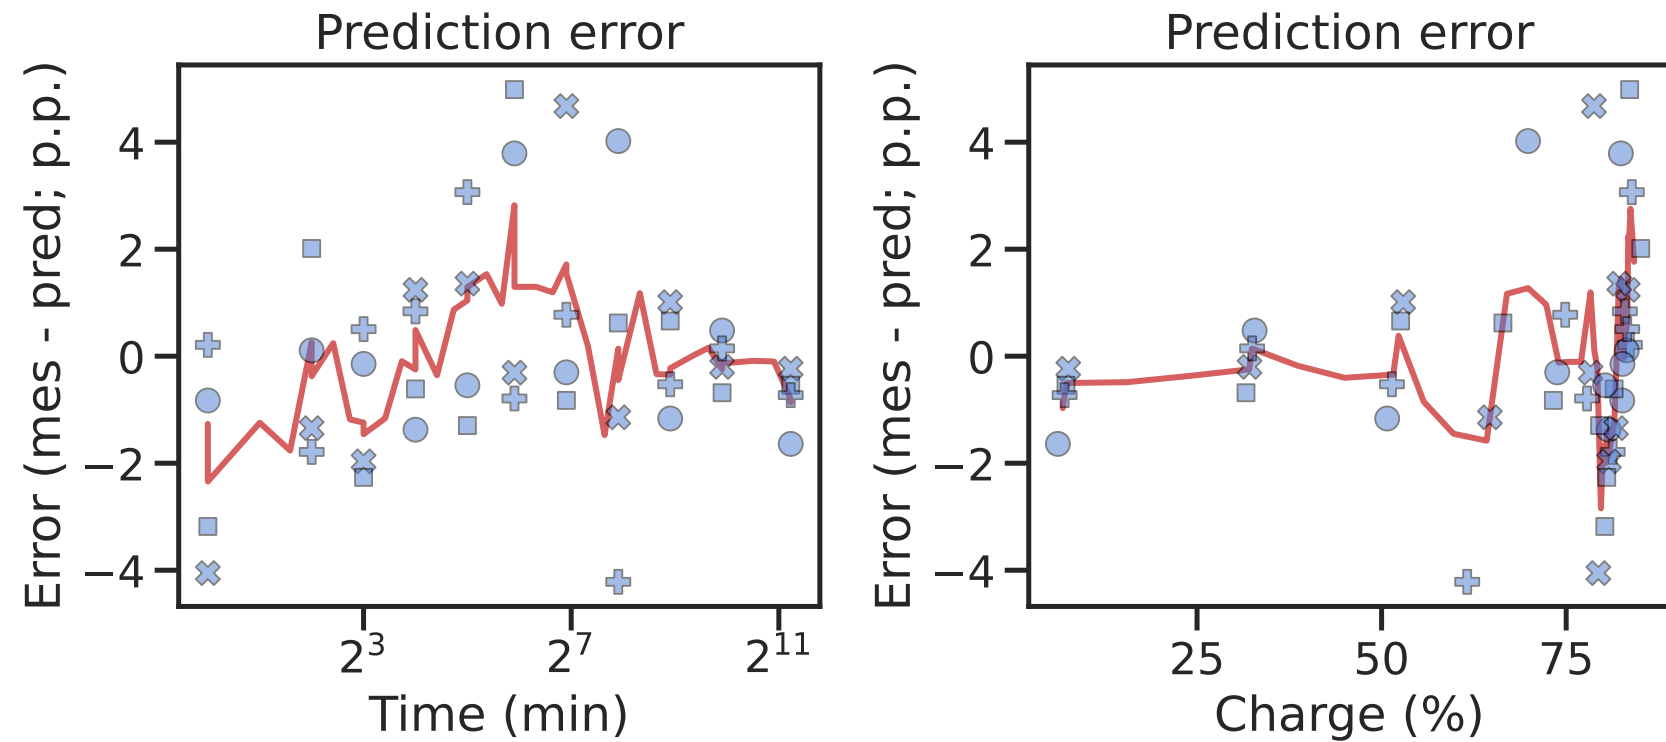 Prediction error
Error (mes - pred; p.p.)
4
2
0
−2
−4
2³
2⁷
2¹¹
Time (min)
Prediction error
Error (mes - pred; p.p.)
4
2
0
−2
−4
25
50
75
Charge (%)